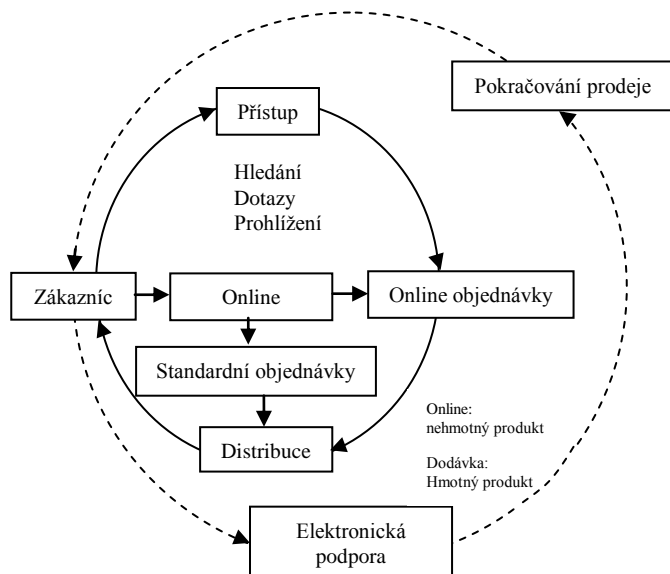 Pokračování prodeje
Přístup
Hledání
Dotazy
Prohlížení
Zákazníc
Online
Online objednávky
Standardní objednávky
Online:
nehmotný produkt
Distribuce
Dodávka:
Hmotný produkt
Elektronická
podpora